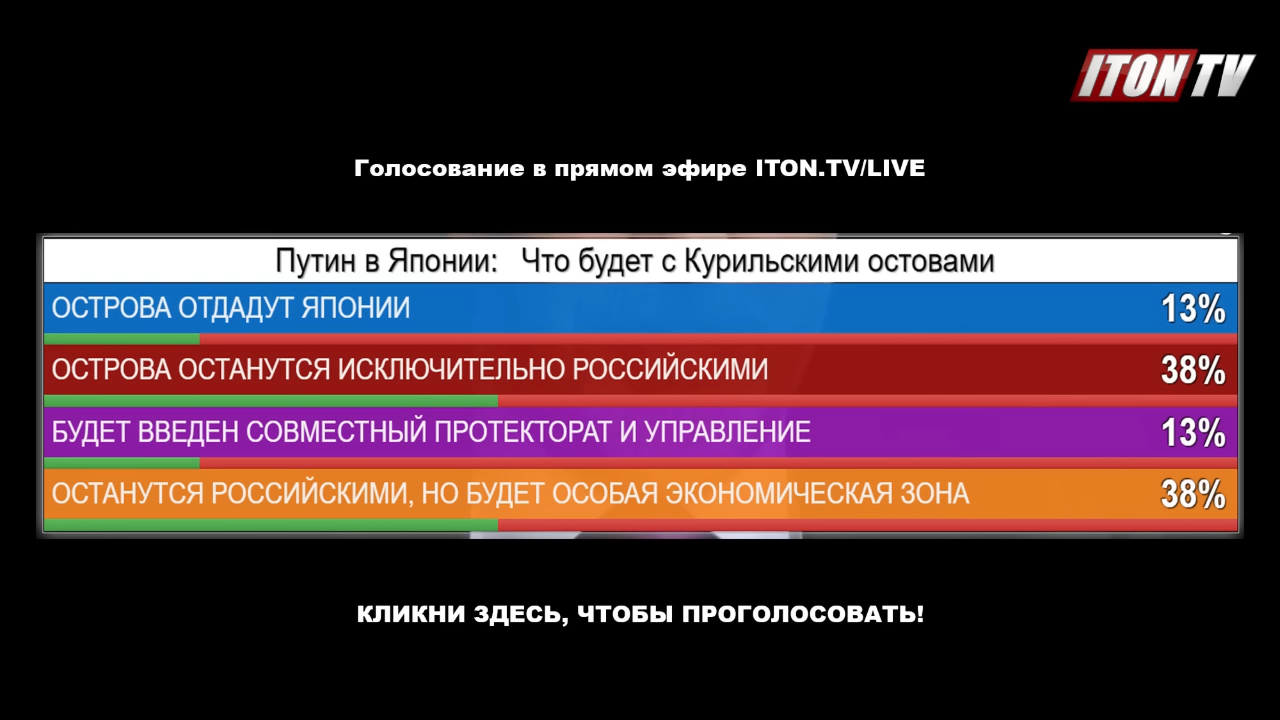 ITON TV
Голосование в прямом эфире ITON.TV/LIVE
Путин в Японии: Что будет с Курильскими остовами
ОСТРОВА ОТДАДУТ ЯПОНИИ 13%
ОСТРОВА ОСТАНУТСЯ ИСКЛЮЧИТЕЛЬНО РОССИЙСКИМИ 38%
БУДЕТ ВВЕДЕН СОВМЕСТНЫЙ ПРОТЕКТОРАТ И УПРАВЛЕНИЕ 13%
ОСТАНУТСЯ РОССИЙСКИМИ, НО БУДЕТ ОСОБАЯ ЭКОНОМИЧЕСКАЯ ЗОНА 38%
КЛИКНИ ЗДЕСЬ, ЧТОБЫ ПРОГОЛОСОВАТЬ!